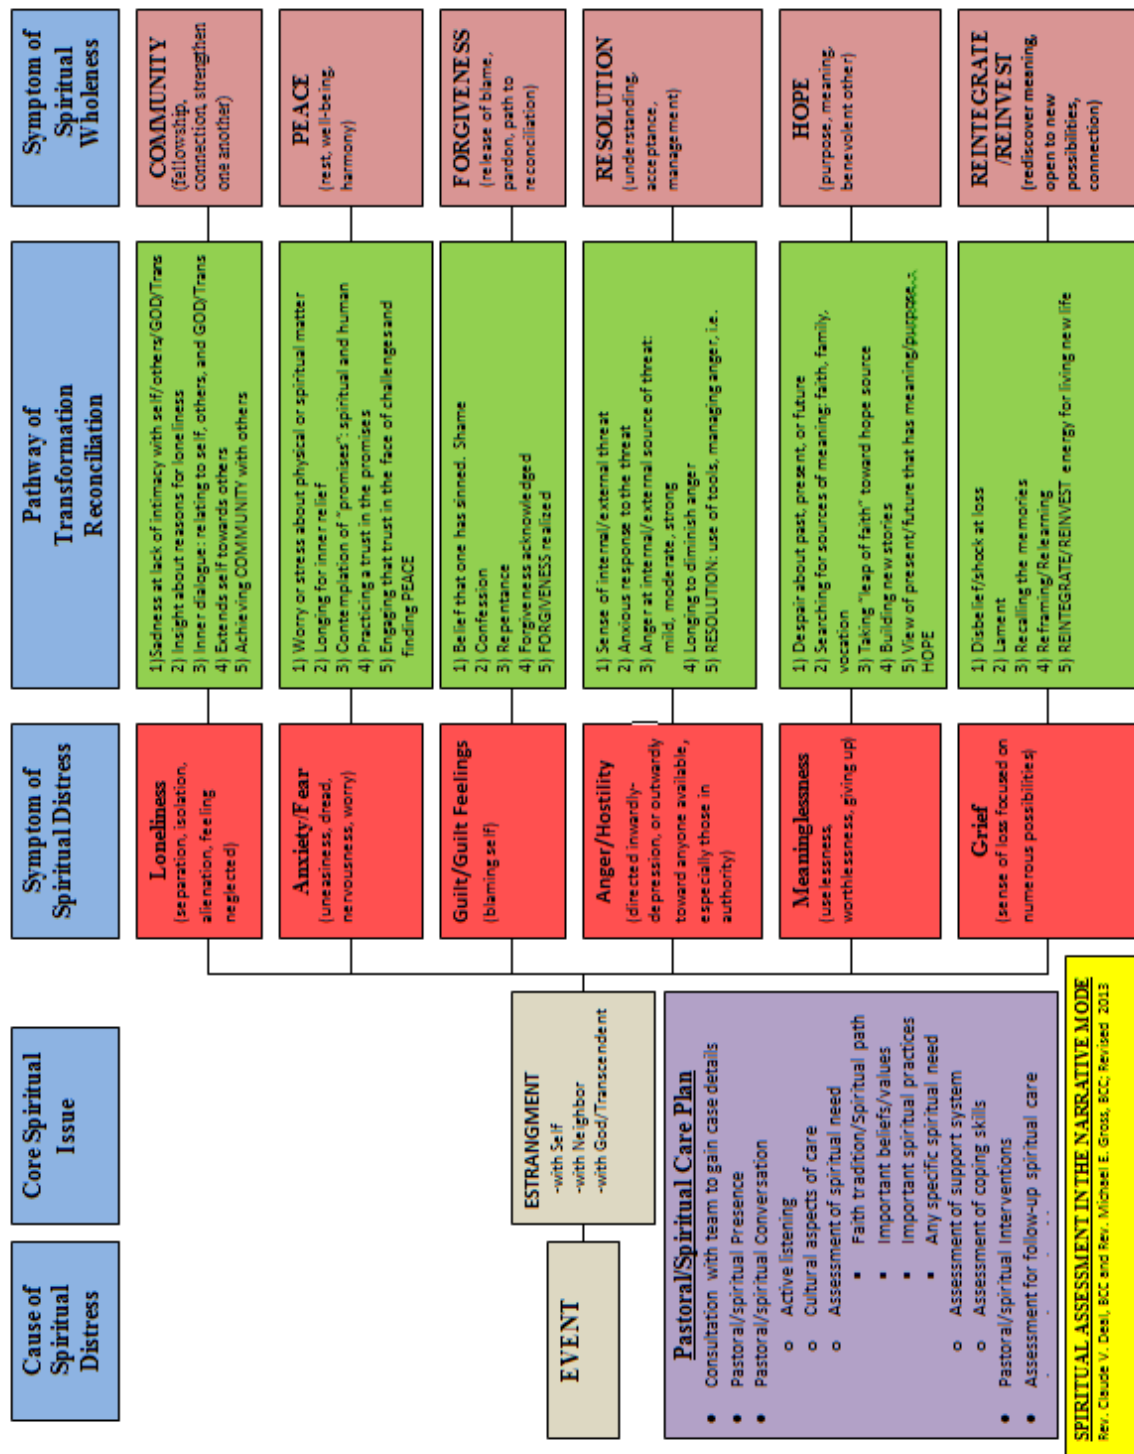 Cause of
Spiritual
Distress
Core Spiritual
Issue
Symptom of
Spiritual Distress
Pathway of
Transformation
Reconciliation
Symptom of
Spiritual
Wholeness
EVENT
ESTRANGMENT
-with Self
-with Neighbor
-with God/Transcendent
Loneliness
(separation, isolation,
alienation, feeling
neglected)
1)Sadness at lack of intimacy with self/others/GOD/Trans
2) Insight about reasons for loneliness
3) Inner dialogue: relating to self, others, and GOD/Trans
4) Extends self towards others
5) Achieving COMMUNITY with others
COMMUNITY
(fellowship,
connection, strengthen
one another)
Anxiety/Fear
(uneasiness, dread,
nervousness, worry)
1) Worry or stress about physical or spiritual matter
2) Longing for inner relief
3) Contemplation of "promises": spiritual and human
4) Practicing a trust in the promises
5) Engaging that trust in the face of challenges and
finding PEACE
PEACE
(rest, well-being,
harmony)
Guilt/Guilt Feelings
(blaming self)
1) Belief that one has sinned. Shame
2) Confession
3) Repentance
4) Forgiveness acknowledged
5) FORGIVENESS realized
FORGIVENESS
(release of blame,
pardon, path to
reconciliation)
Anger/Hostility
(directed inwardly-
depression, or outwardly
toward anyone available,
especially those in
authority)
1) Sense of internal/external threat
2) Anxious response to the threat
3) Anger at internal/external source of threat:
mild, moderate, strong
4) Longing to diminish anger
5) RESOLUTION: use of tools, managing anger, i.e.
RESOLUTION
(understanding,
acceptance,
management)
Meaninglessness
(uselessness,
worthlessness, giving up)
1) Despair about past, present, or future
2) Searching for sources of meaning: faith, family,
vocation
3) Taking "leap of faith" toward hope source
4) Building new stories
5) View of present/future that has meaning/purpose...
HOPE
HOPE
(purpose, meaning,
benevolent other)
Grief
(sense of loss focused on
numerous possibilities)
1) Disbelief/shock at loss
2) Lament
3) Recalling the memories
4) Reframing/Relearning
5) REINTEGRATE/REINVEST energy for living new life
REINTEGRATE
/REINVEST
(rediscover meening,
open to new
possibilities,
connection)
Pastoral/Spiritual Care Plan
• Consultation with team to gain case details
• Pastoral/spiritual Presence
• Pastoral/spiritual Conversation
o Active listening
o Cultural aspects of care
o Assessment of spiritual need
▪ Faith tradition/Spiritual path
▪ Important beliefs/values
▪ Important spiritual practices
▪ Any specific spiritual need
o Assessment of support system
o Assessment of coping skills
• Pastoral/spiritual Interventions
• Assessment for follow-up spiritual care
SPIRITUAL ASSESSMENT IN THE NARRATIVE MODE
Rev. Claude V. Deal, BCC and Rev. Michael E. Gross, BCC; Revised 2013